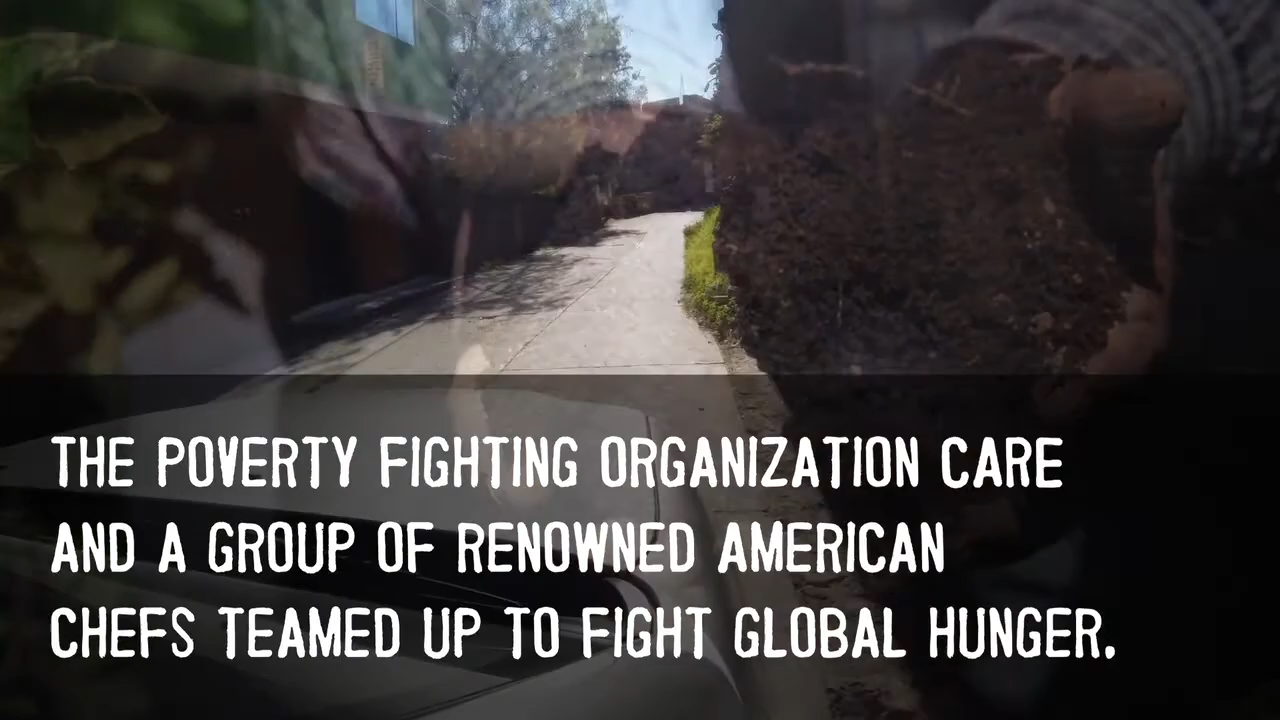 THE POVERTY FIGHTING ORGANIZATION CARE
AND A GROUP OF RENOWNED AMERICAN
CHEFS TEAMED UP TO FIGHT GLOBAL HUNGER.